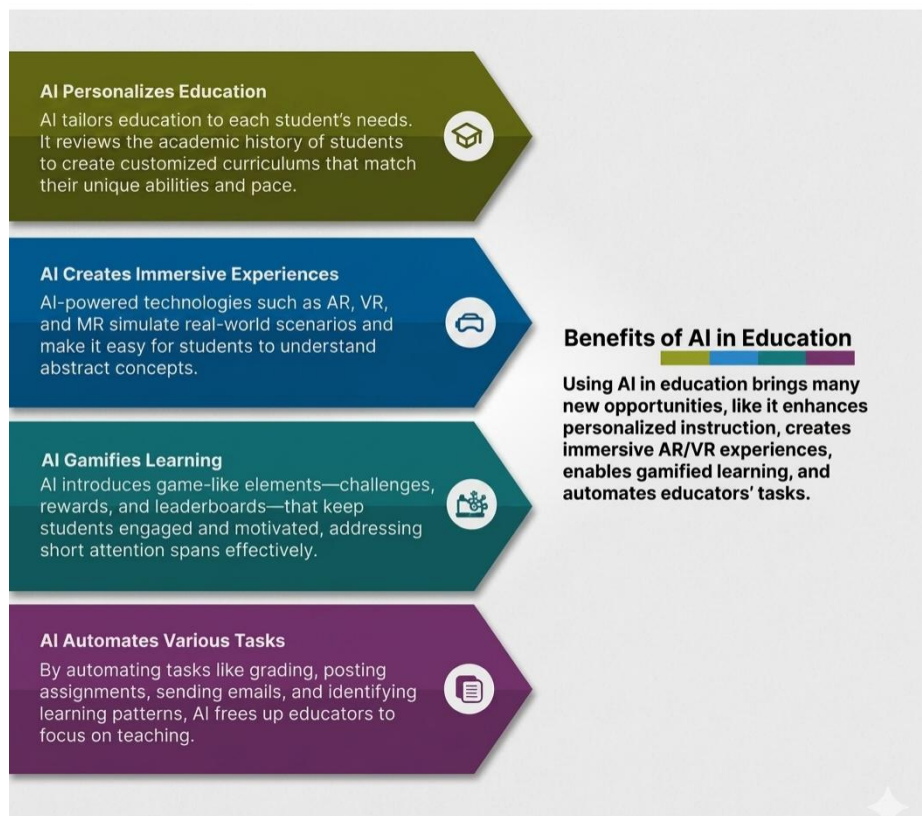 AI Personalizes Education
AI tailors education to each student's needs.
It reviews the academic history of students
to create customized curriculums that match
their unique abilities and pace.
AI Creates Immersive Experiences
AI-powered technologies such as AR, VR,
and MR simulate real-world scenarios and
make it easy for students to understand
abstract concepts.
AI Gamifies Learning
AI introduces game-like elements—challenges,
rewards, and leaderboards—that keep
students engaged and motivated, addressing
short attention spans effectively.
AI Automates Various Tasks
By automating tasks like grading, posting
assignments, sending emails, and identifying
learning patterns, AI frees up educators to
focus on teaching.
Benefits of AI in Education
Using AI in education brings many
new opportunities, like it enhances
personalized instruction, creates
immersive AR/VR experiences,
enables gamified learning, and
automates educators' tasks.